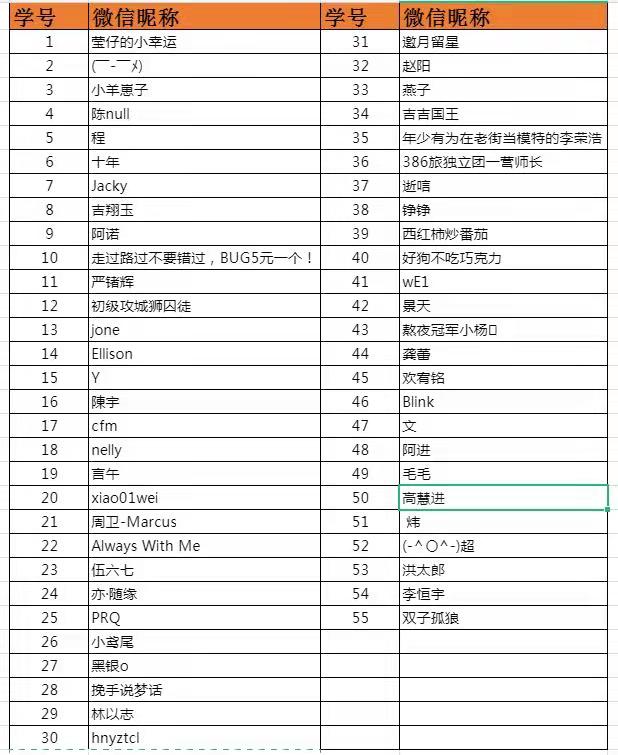 学号 微信昵称 学号 微信昵称
1 莹仔的小幸运 31 邀月留星
2 (￣-￣〤) 32 赵阳
3 小羊崽子 33 燕子
4 陈null 34 吉吉国王
5 程 35 年少有为在老街当模特的李荣浩
6 十年 36 386旅独立团一营师长
7 Jacky 37 逝唁
8 吉翔玉 38 铮铮
9 阿诺 39 西红柿炒番茄
10 走过路过不要错过，BUG5元一个！ 40 好狗不吃巧克力
11 严锗辉 41 wE1
12 初级攻城狮囚徒 42 景天
13 jone 43 熬夜冠军小杨
14 Ellison 44 龚蕾
15 Y 45 欢宥铭
16 陳宇 46 Blink
17 cfm 47 文
18 nelly 48 阿进
19 言午 49 毛毛
20 xiao01wei 50 高慧进
21 周卫-Marcus 51 炜
22 Always With Me 52 (-^〇^-)超
23 伍六七 53 洪太郎
24 亦·随缘 54 李恒宇
25 PRQ 55 双子孤狼
26 小鸢尾
27 黑银o
28 挽手说梦话
29 林以志
30 hnyztcl